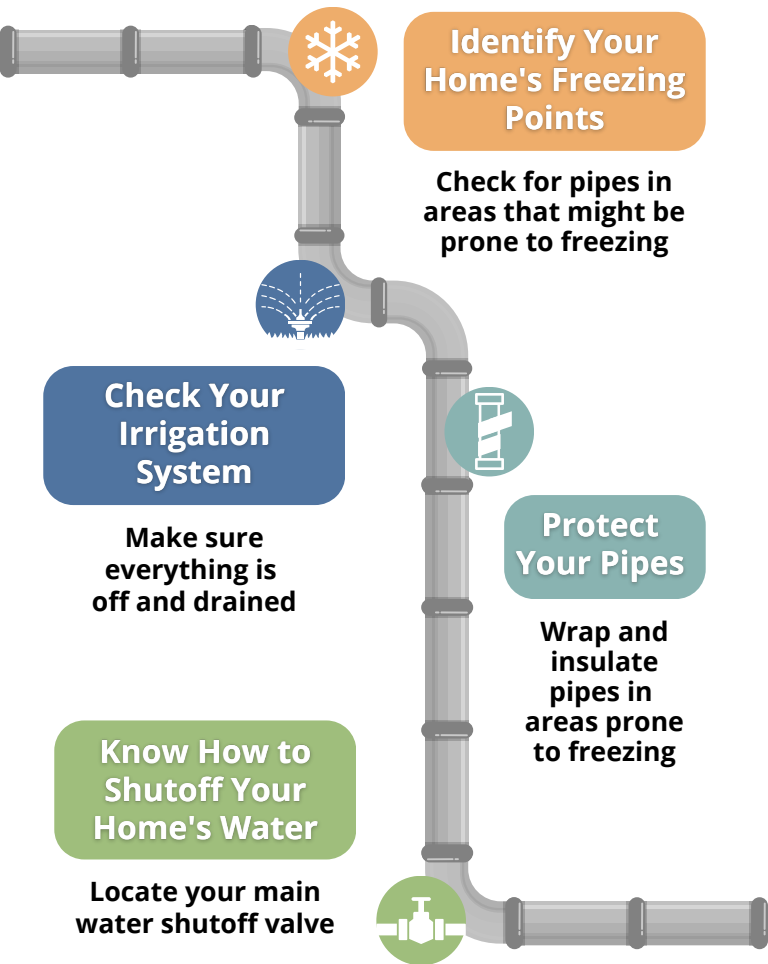 Identify Your
Home's Freezing
Points
Check for pipes in
areas that might be
prone to freezing
Check Your
Irrigation
System
Make sure
everything is
off and drained
Protect
Your Pipes
Wrap and
insulate
pipes in
areas prone
to freezing
Know How to
Shutoff Your
Home's Water
Locate your main
water shutoff valve